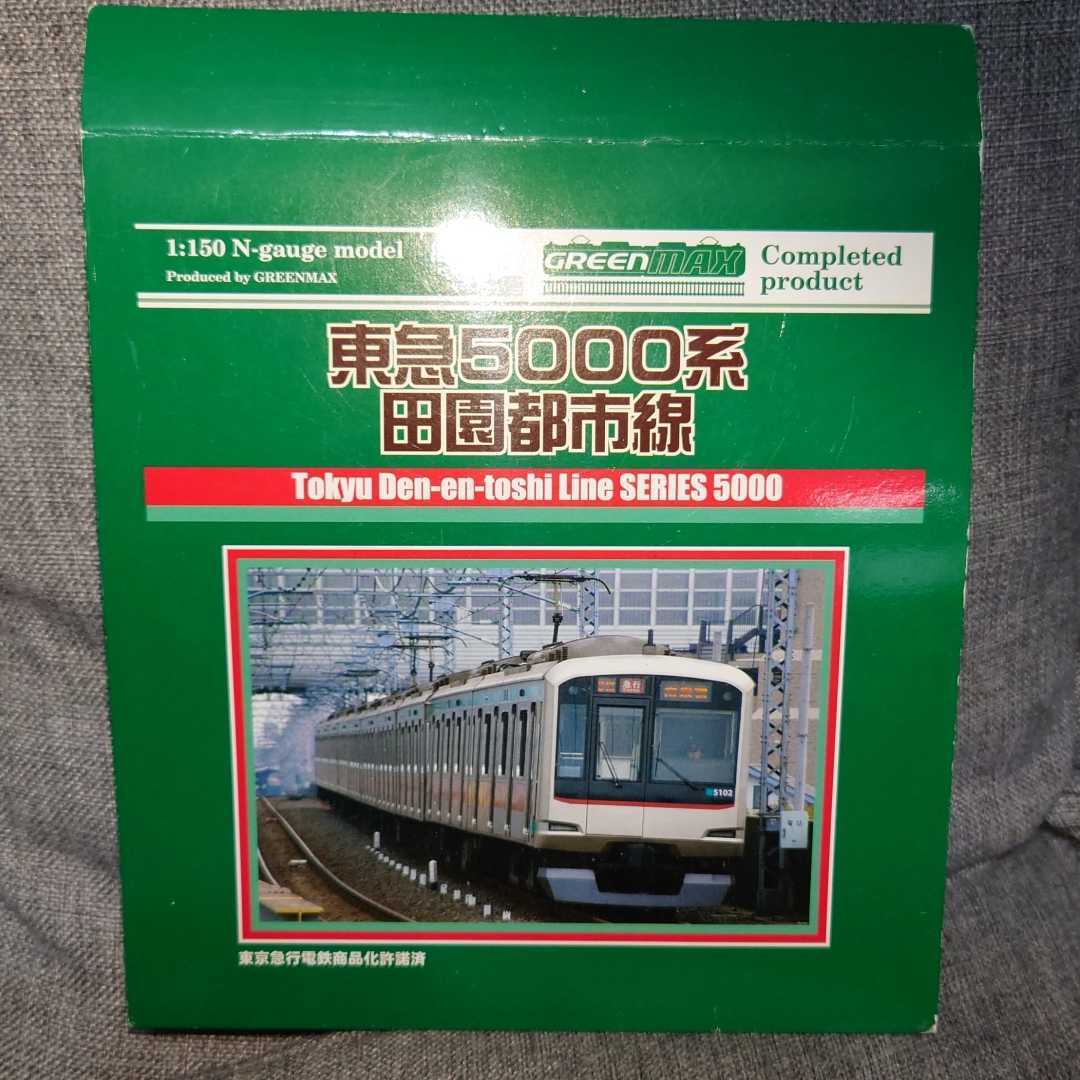 1:150 N-gauge model
Produced by GREENMAX
GREENMAX
Completed
product
東急5000系
田園都市線
Tokyu Den-en-toshi Line SERIES 5000
急行
5102
東京急行電鉄商品化許諾済